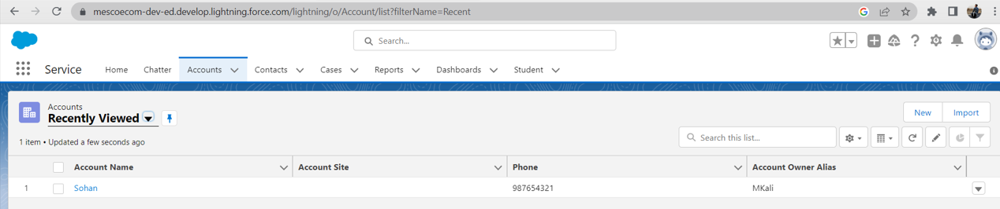 mescoecom-dev-ed.develop.lightning.force.com/lightning/o/Account/list?filterName=Recent
Search...
Service Home Chatter Accounts Contacts Cases Reports Dashboards Student
Accounts
Recently Viewed
New Import
1 item • Updated a few seconds ago
Search this list...
Account Name Account Site Phone Account Owner Alias
1 Sohan 987654321 MKali